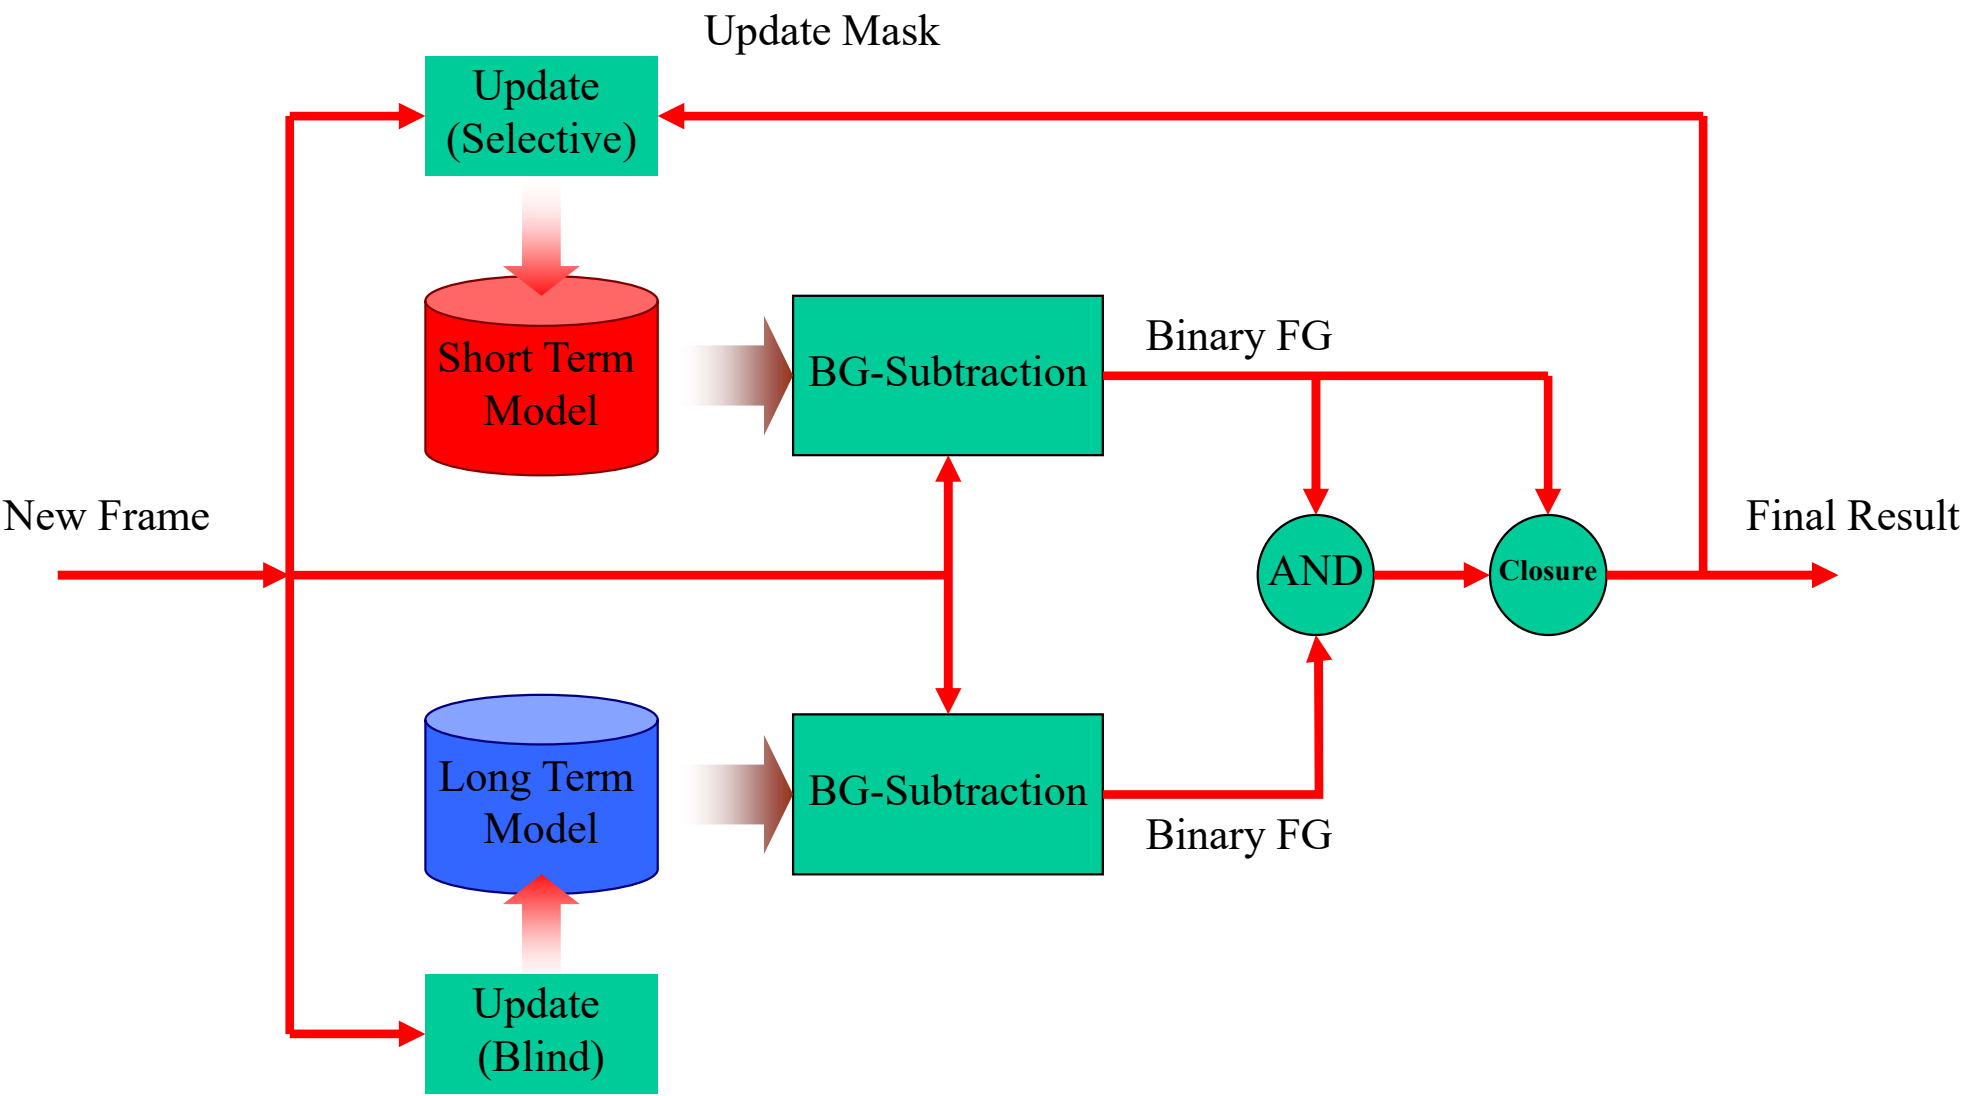 Update Mask
Update
(Selective)
Short Term
Model
BG-Subtraction
Binary FG
New Frame
AND
Closure
Final Result
Long Term
Model
BG-Subtraction
Binary FG
Update
(Blind)